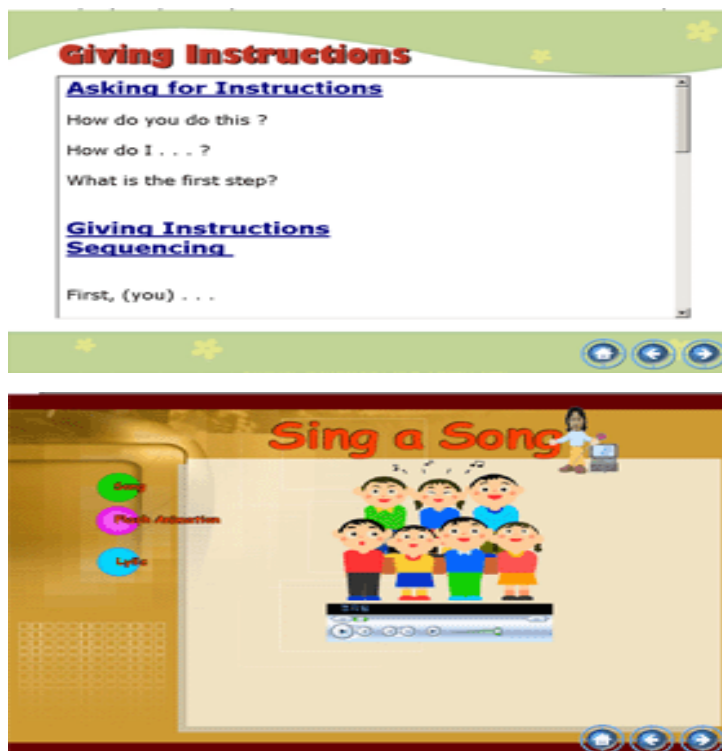 Giving Instructions
Asking for Instructions
How do you do this ?
How do I . . . ?
What is the first step?
Giving Instructions
Sequencing
First, (you) . . .
Sing a Song
Song
Flash Animation
Lyric